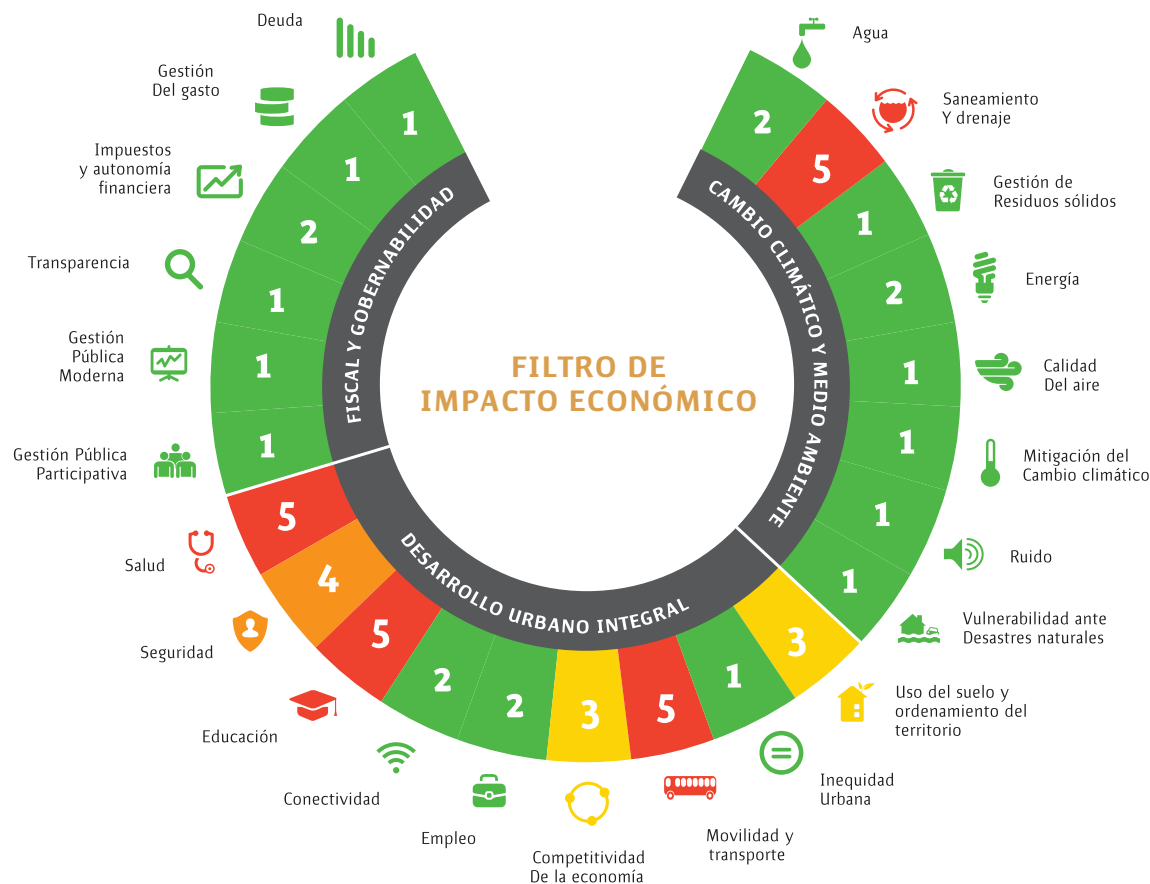 Deuda
1
Gestión
Del gasto
1
Impuestos
y autonomía
financiera
2
Transparencia
1
Gestión
Pública
Moderna
1
Gestión Pública
Participativa
1
FISCAL Y GOBERNABILIDAD
Agua
2
Saneamiento
Y drenaje
5
Gestión de
Residuos sólidos
1
Energía
2
Calidad
Del aire
1
Mitigación del
Cambio climático
1
Ruido
1
Vulnerabilidad ante
Desastres naturales
1
CAMBIO CLIMÁTICO Y MEDIO AMBIENTE
FILTRO DE
IMPACTO ECONÓMICO
DESARROLLO URBANO INTEGRAL
5
Salud
4
Seguridad
5
Educación
2
Conectividad
2
Empleo
3
Competitividad
De la economía
5
Movilidad y
transporte
1
Inequidad
Urbana
3
Uso del suelo y
ordenamiento del
territorio